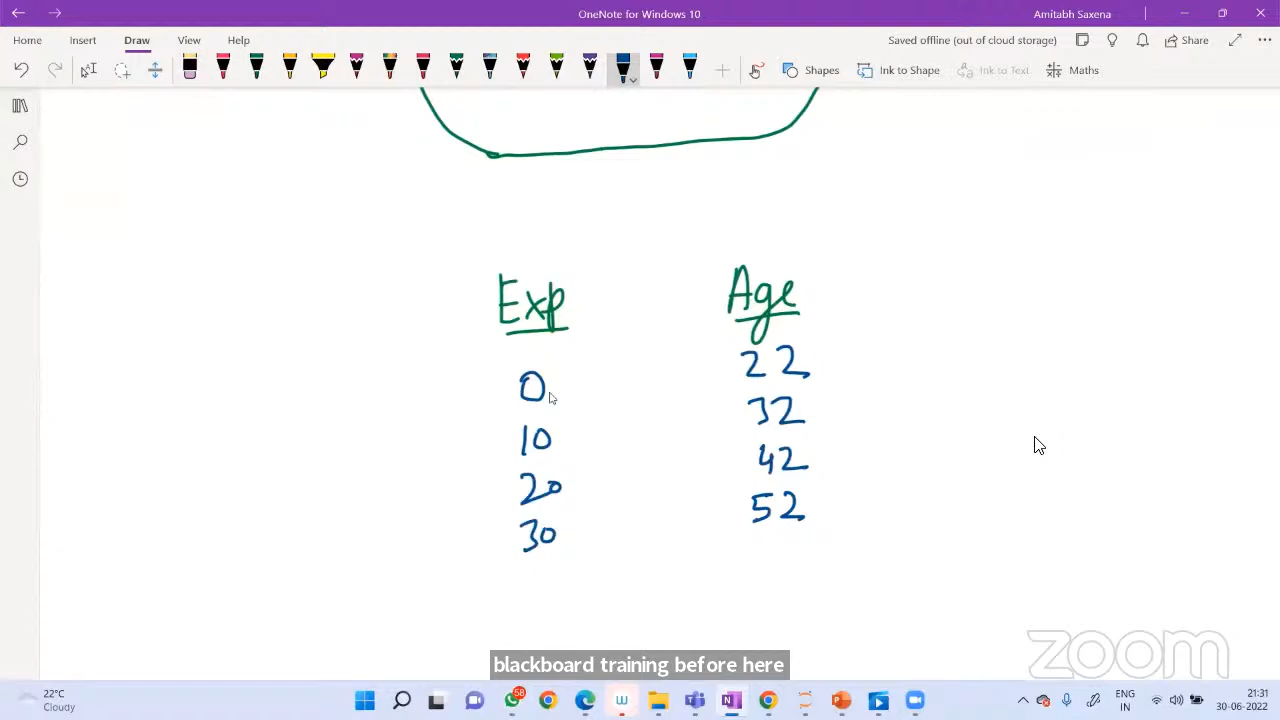 OneNote for Windows 10
Amitabh Saxena
Home Insert Draw View Help
Saved offline (out of cloud storage)
Share
Shapes
Ink to Shape
Ink to Text
Maths
Exp Age
0 22
10 32
20 42
30 52
blackboard training before here
zoom
22°C
58
ENG
IN
21:31
30-09-2022